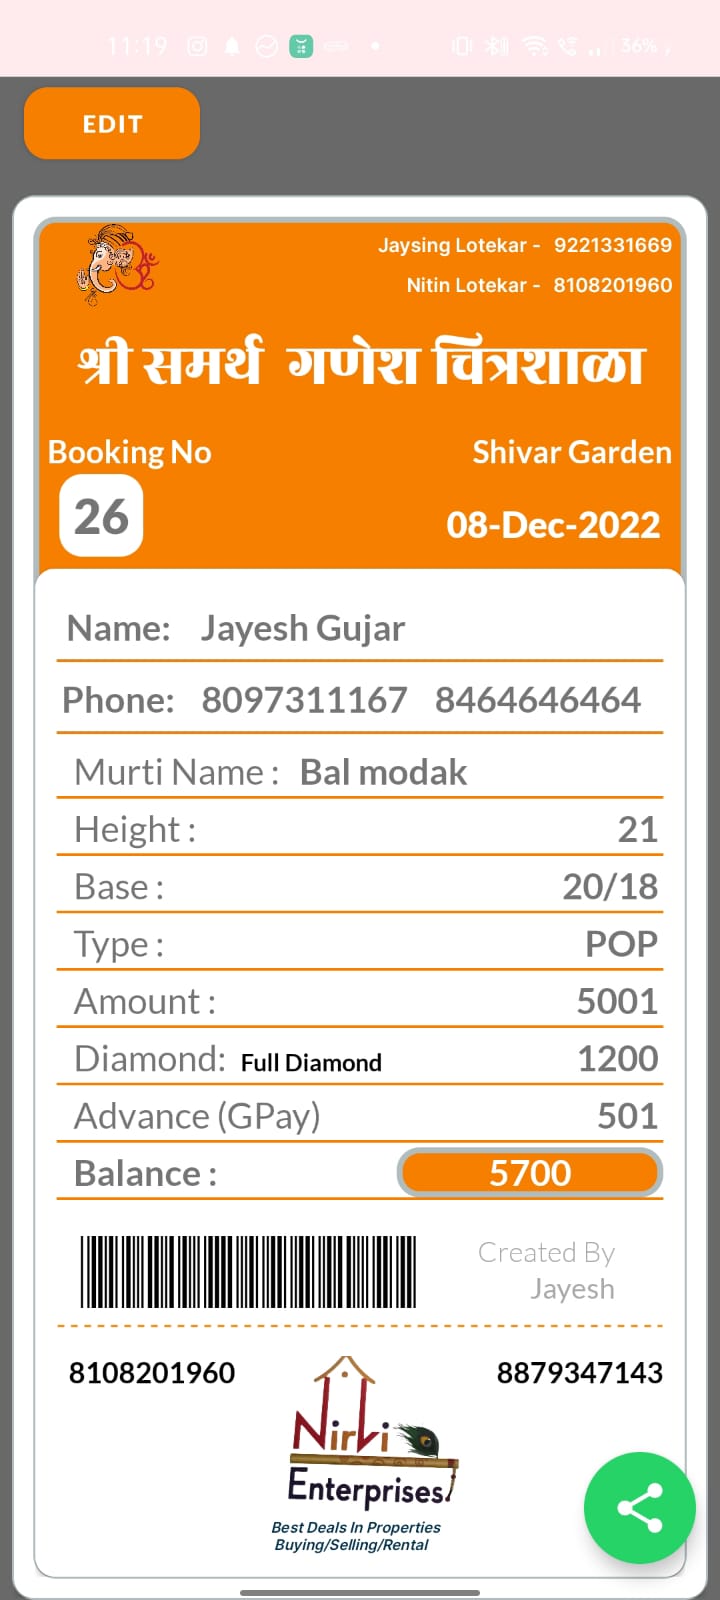 11:19
36%
EDIT
Jaysing Lotekar - 9221331669
Nitin Lotekar - 8108201960
श्री समर्थ गणेश चित्रशाळा
Booking No
Shivar Garden
26
08-Dec-2022
Name: Jayesh Gujar
Phone: 8097311167 8464646464
Murti Name : Bal modak
Height : 21
Base : 20/18
Type : POP
Amount : 5001
Diamond: Full Diamond 1200
Advance (GPay) 501
Balance : 5700
Created By
Jayesh
8108201960
8879347143
Nirvi
Enterprises
Best Deals In Properties
Buying/Selling/Rental